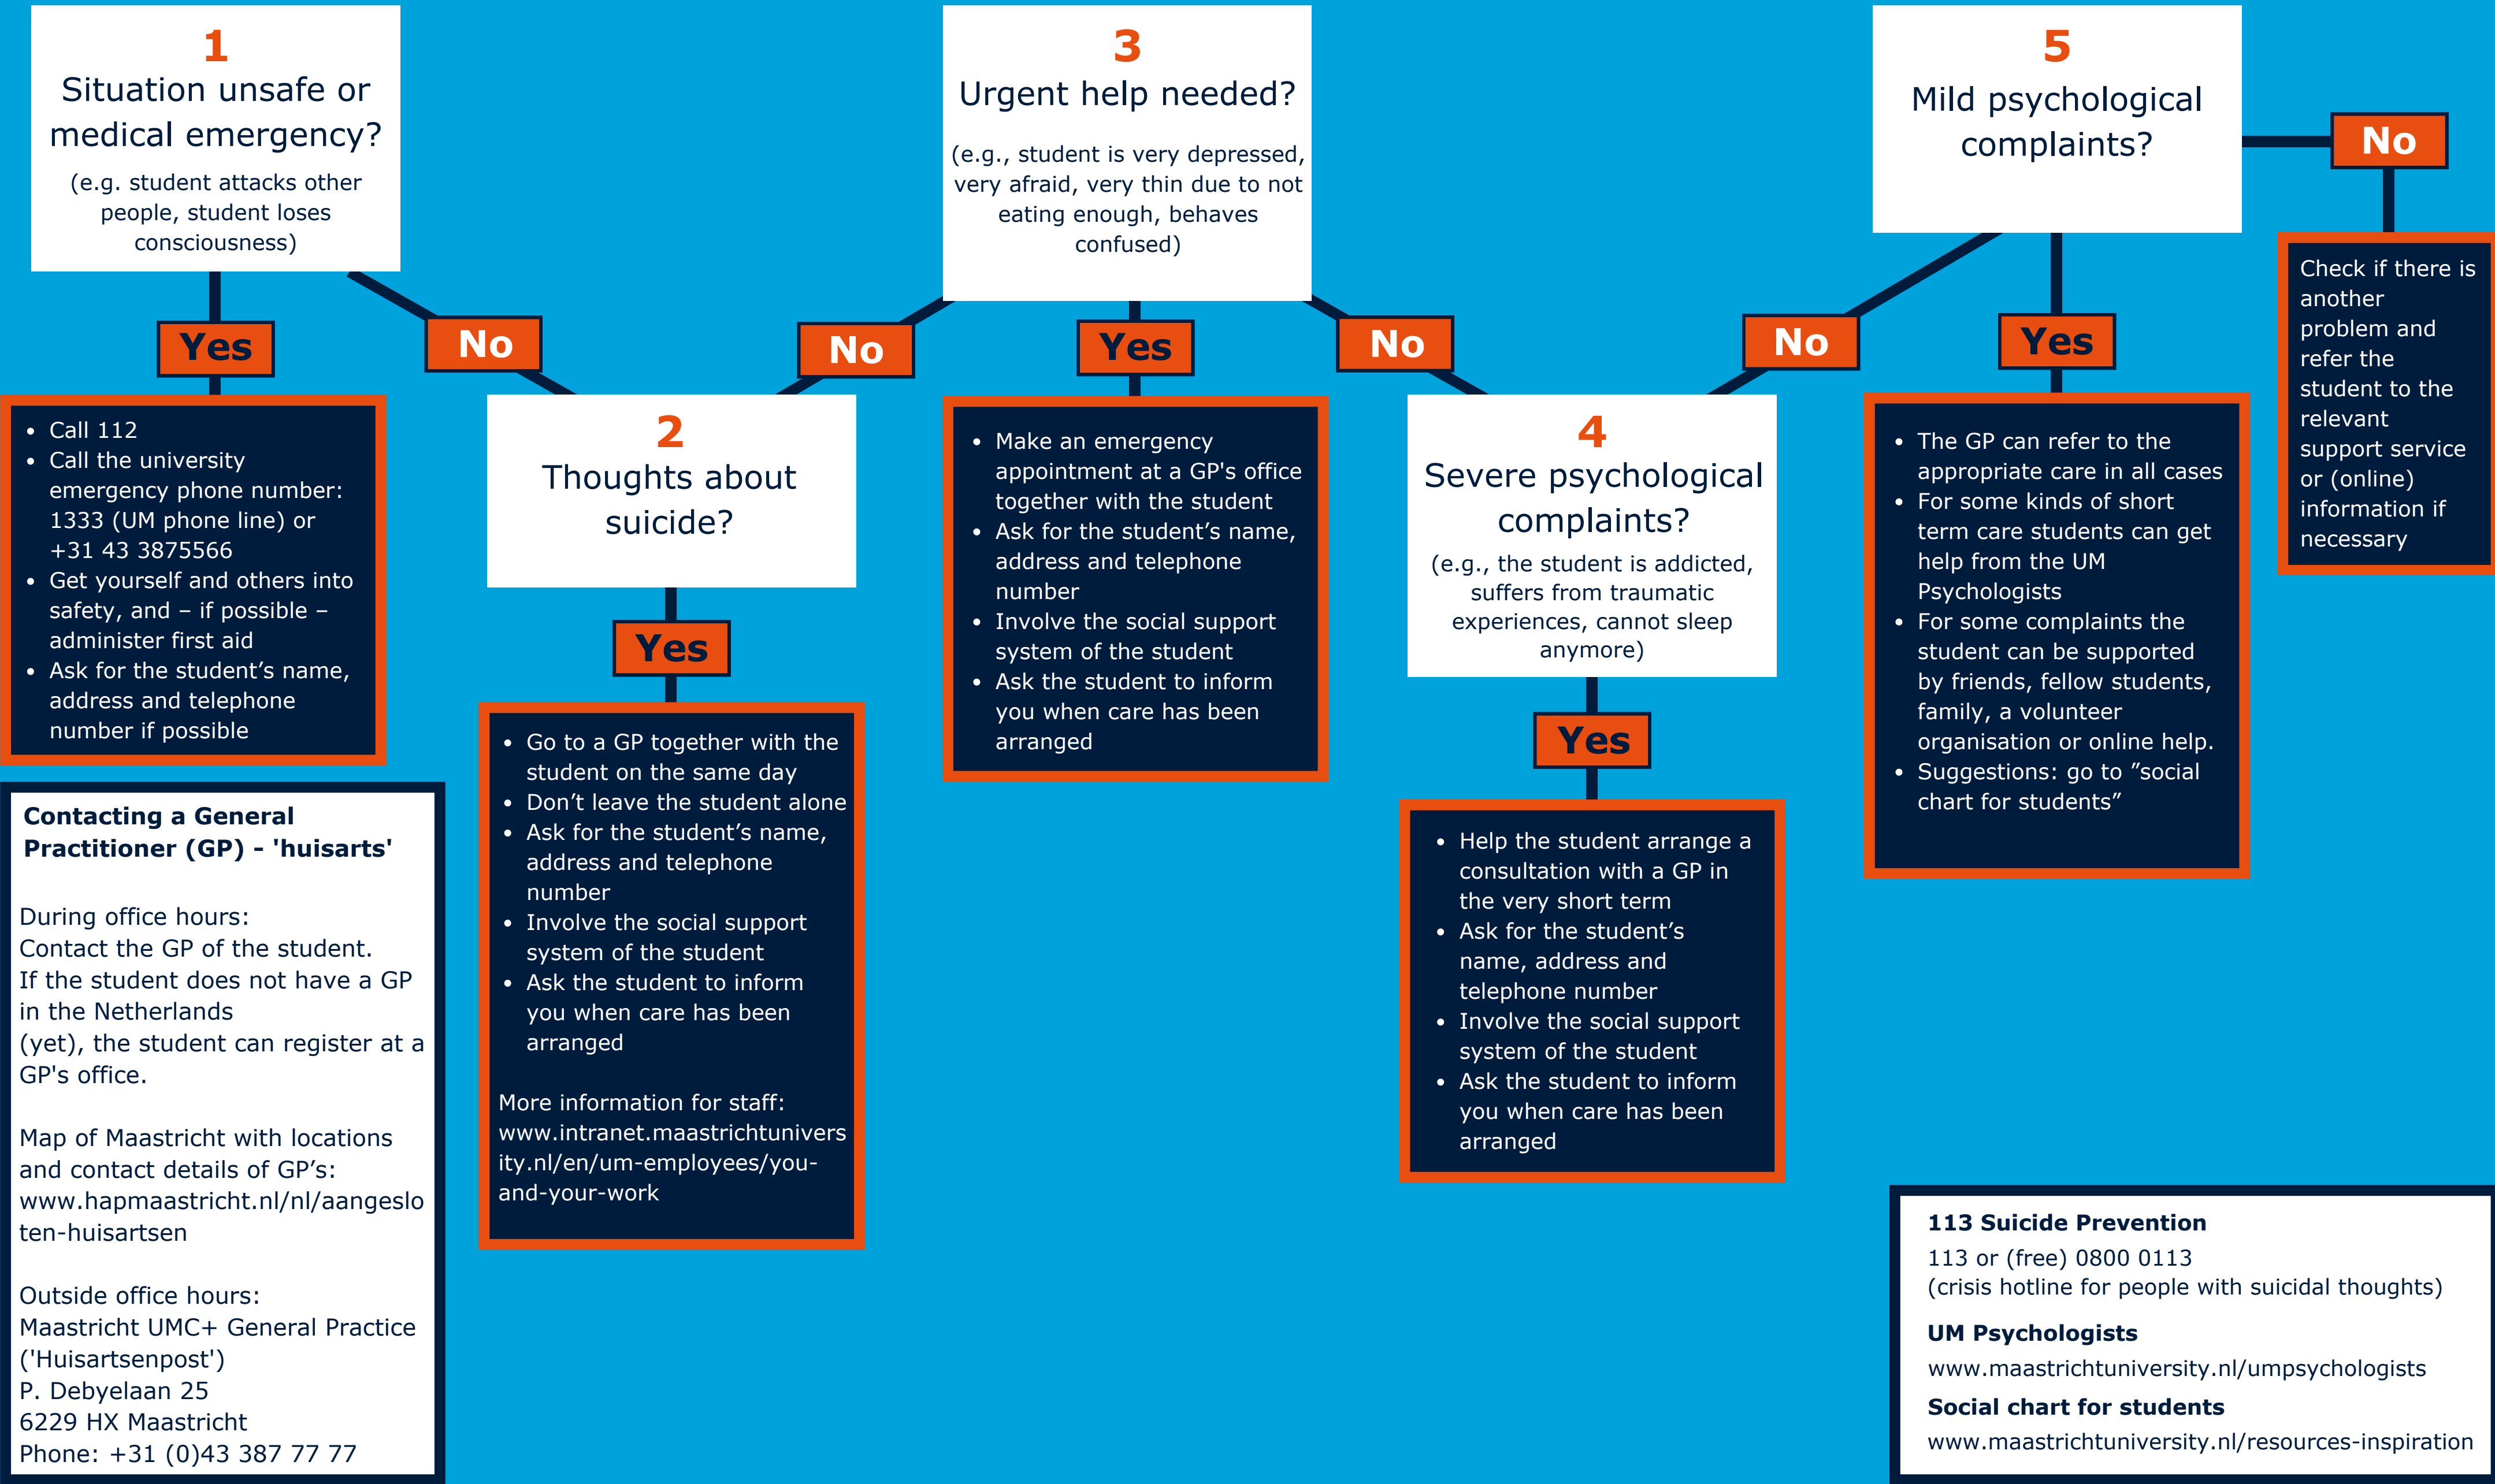 1
Situation unsafe or
medical emergency?
(e.g. student attacks other
people, student loses
consciousness)
Yes
No
• Call 112
• Call the university
emergency phone number:
1333 (UM phone line) or
+31 43 3875566
• Get yourself and others into
safety, and – if possible –
administer first aid
• Ask for the student’s name,
address and telephone
number if possible
2
Thoughts about
suicide?
Yes
No
• Go to a GP together with the
student on the same day
• Don’t leave the student alone
• Ask for the student’s name,
address and telephone
number
• Involve the social support
system of the student
• Ask the student to inform
you when care has been
arranged
More information for staff:
www.intranet.maastrichtunivers
ity.nl/en/um-employees/you-
and-your-work
3
Urgent help needed?
(e.g., student is very depressed,
very afraid, very thin due to not
eating enough, behaves
confused)
Yes
No
• Make an emergency
appointment at a GP's office
together with the student
• Ask for the student’s name,
address and telephone
number
• Involve the social support
system of the student
• Ask the student to inform
you when care has been
arranged
4
Severe psychological
complaints?
(e.g., the student is addicted,
suffers from traumatic
experiences, cannot sleep
anymore)
Yes
No
• Help the student arrange a
consultation with a GP in
the very short term
• Ask for the student’s
name, address and
telephone number
• Involve the social support
system of the student
• Ask the student to inform
you when care has been
arranged
5
Mild psychological
complaints?
Yes
No
• The GP can refer to the
appropriate care in all cases
• For some kinds of short
term care students can get
help from the UM
Psychologists
• For some complaints the
student can be supported
by friends, fellow students,
family, a volunteer
organisation or online help.
• Suggestions: go to ”social
chart for students”
Check if there is
another
problem and
refer the
student to the
relevant
support service
or (online)
information if
necessary
Contacting a General
Practitioner (GP) - 'huisarts'
During office hours:
Contact the GP of the student.
If the student does not have a GP
in the Netherlands
(yet), the student can register at a
GP's office.
Map of Maastricht with locations
and contact details of GP’s:
www.hapmaastricht.nl/nl/aangeslo
ten-huisartsen
Outside office hours:
Maastricht UMC+ General Practice
('Huisartsenpost')
P. Debyelaan 25
6229 HX Maastricht
Phone: +31 (0)43 387 77 77
113 Suicide Prevention
113 or (free) 0800 0113
(crisis hotline for people with suicidal thoughts)
UM Psychologists
www.maastrichtuniversity.nl/umpsychologists
Social chart for students
www.maastrichtuniversity.nl/resources-inspiration